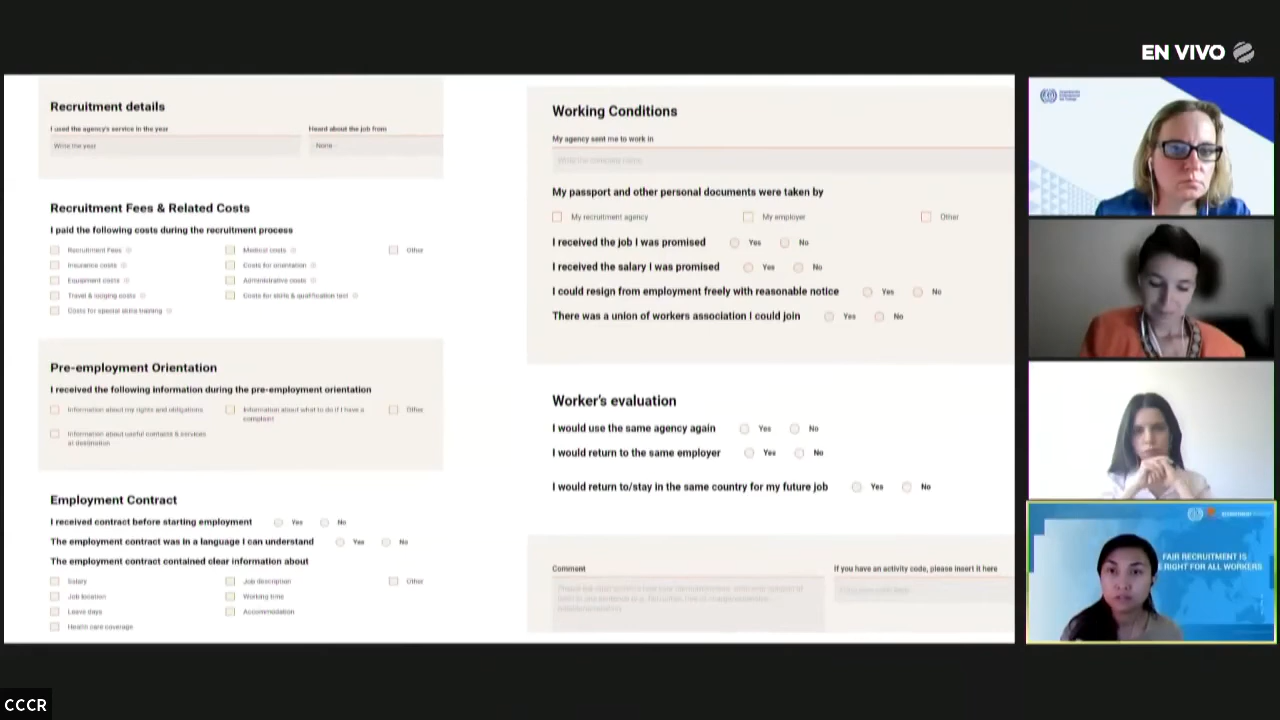 EN VIVO
Recruitment details
I used the agency's service in the year
Heard about the job from
Write the year
None
Recruitment Fees & Related Costs
I paid the following costs during the recruitment process
Recruitment Fees
Medical costs
Other
Insurance costs
Costs for orientation
Equipment costs
Administrative costs
Travel & lodging costs
Costs for skills & qualification test
Costs for special skills training
Pre-employment Orientation
I received the following information during the pre-employment orientation
Information about my rights and obligations
Information about what to do if I have a
complaint
Other
Information about useful contacts & services
at destination
Employment Contract
I received contract before starting employment
Yes
No
The employment contract was in a language I can understand
Yes
No
The employment contract contained clear information about
Salary
Job description
Other
Job location
Working time
Leave days
Accommodation
Health care coverage
Working Conditions
My agency sent me to work in
Write the company name
My passport and other personal documents were taken by
My recruitment agency
My employer
Other
I received the job I was promised
Yes
No
I received the salary I was promised
Yes
No
I could resign from employment freely with reasonable notice
Yes
No
There was a union of workers association I could join
Yes
No
Worker's evaluation
I would use the same agency again
Yes
No
I would return to the same employer
Yes
No
I would return to/stay in the same country for my future job
Yes
No
Comment
If you have an activity code, please insert it here
FAIR RECRUITMENT IS
RIGHT FOR ALL WORKERS
CCCR